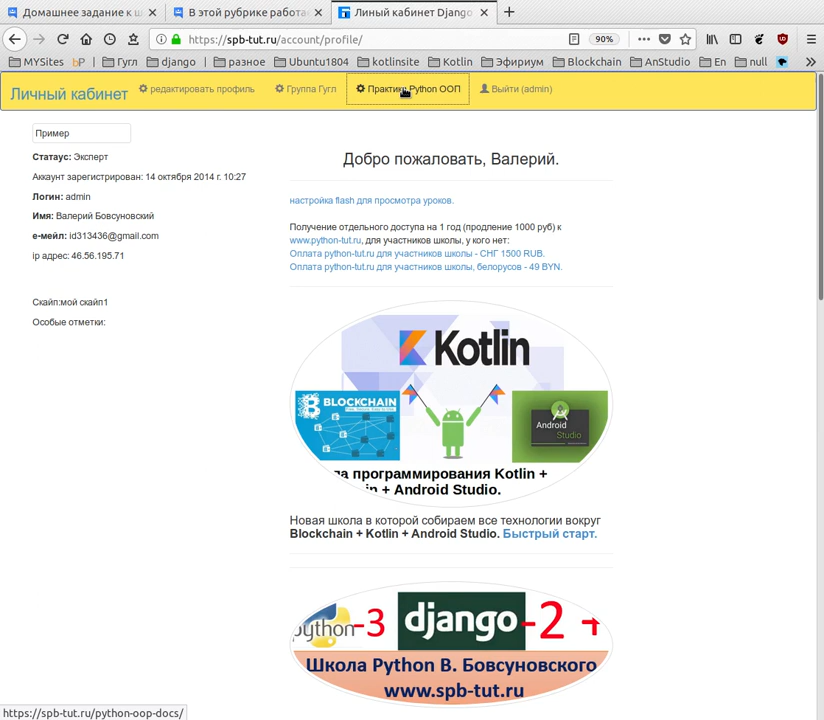 Домашнее задание к ш
В этой рубрике работае
Линый кабинет Django
https://spb-tut.ru/account/profile/
90%
MYSites
bP
Гугл
django
разное
Ubuntu1804
kotlinsite
Kotlin
Эфириум
Blockchain
AnStudio
En
null
Личный кабинет
редактировать профиль
Группа Гугл
Практика Python ООП
Выйти (admin)
Пример
Статаус: Эксперт
Аккаунт зарегистрирован: 14 октября 2014 г. 10:27
Логин: admin
Имя: Валерий Бовсуновский
е-мейл: id313436@gmail.com
ip адрес: 46.56.195.71
Скайп:мой скайп1
Особые отметки:
Добро пожаловать, Валерий.
настройка flash для просмотра уроков.
Получение отдельного доступа на 1 год (продление 1000 руб) к
www.python-tut.ru, для участников школы, у кого нет:
Оплата python-tut.ru для участников школы - СНГ 1500 RUB.
Оплата python-tut.ru для участников школы, белорусов - 49 BYN.
Kotlin
BLOCKCHAIN
Android
Studio
ла программирования Kotlin +
in + Android Studio.
Новая школа в которой собираем все технологии вокруг
Blockchain + Kotlin + Android Studio. Быстрый старт.
python-3 django-2 +
Школа Python В. Бовсуновского
www.spb-tut.ru
https://spb-tut.ru/python-oop-docs/